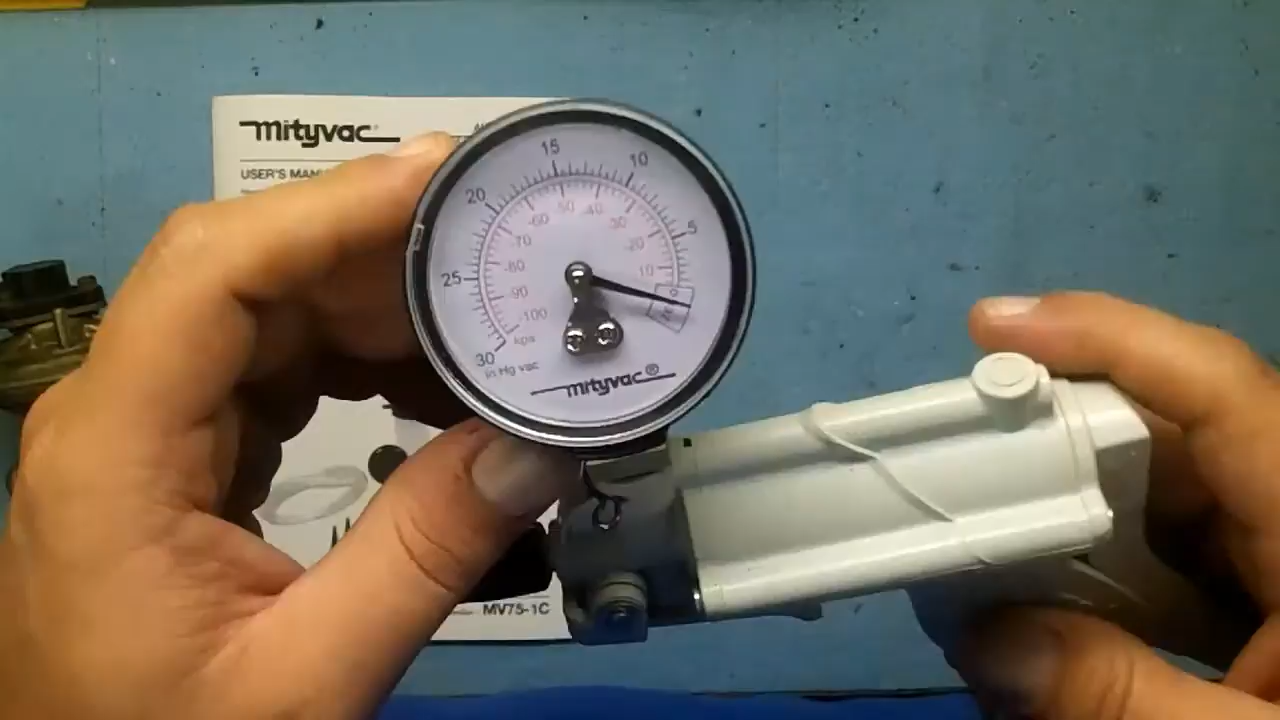 mityvac®
USER'S MAN
15
10
20
5
25
30
-60 50 -40 30
-70 -20
-80 10
-90
-100
0
kpa
in Hg vac
mityvac®
MV75-1C